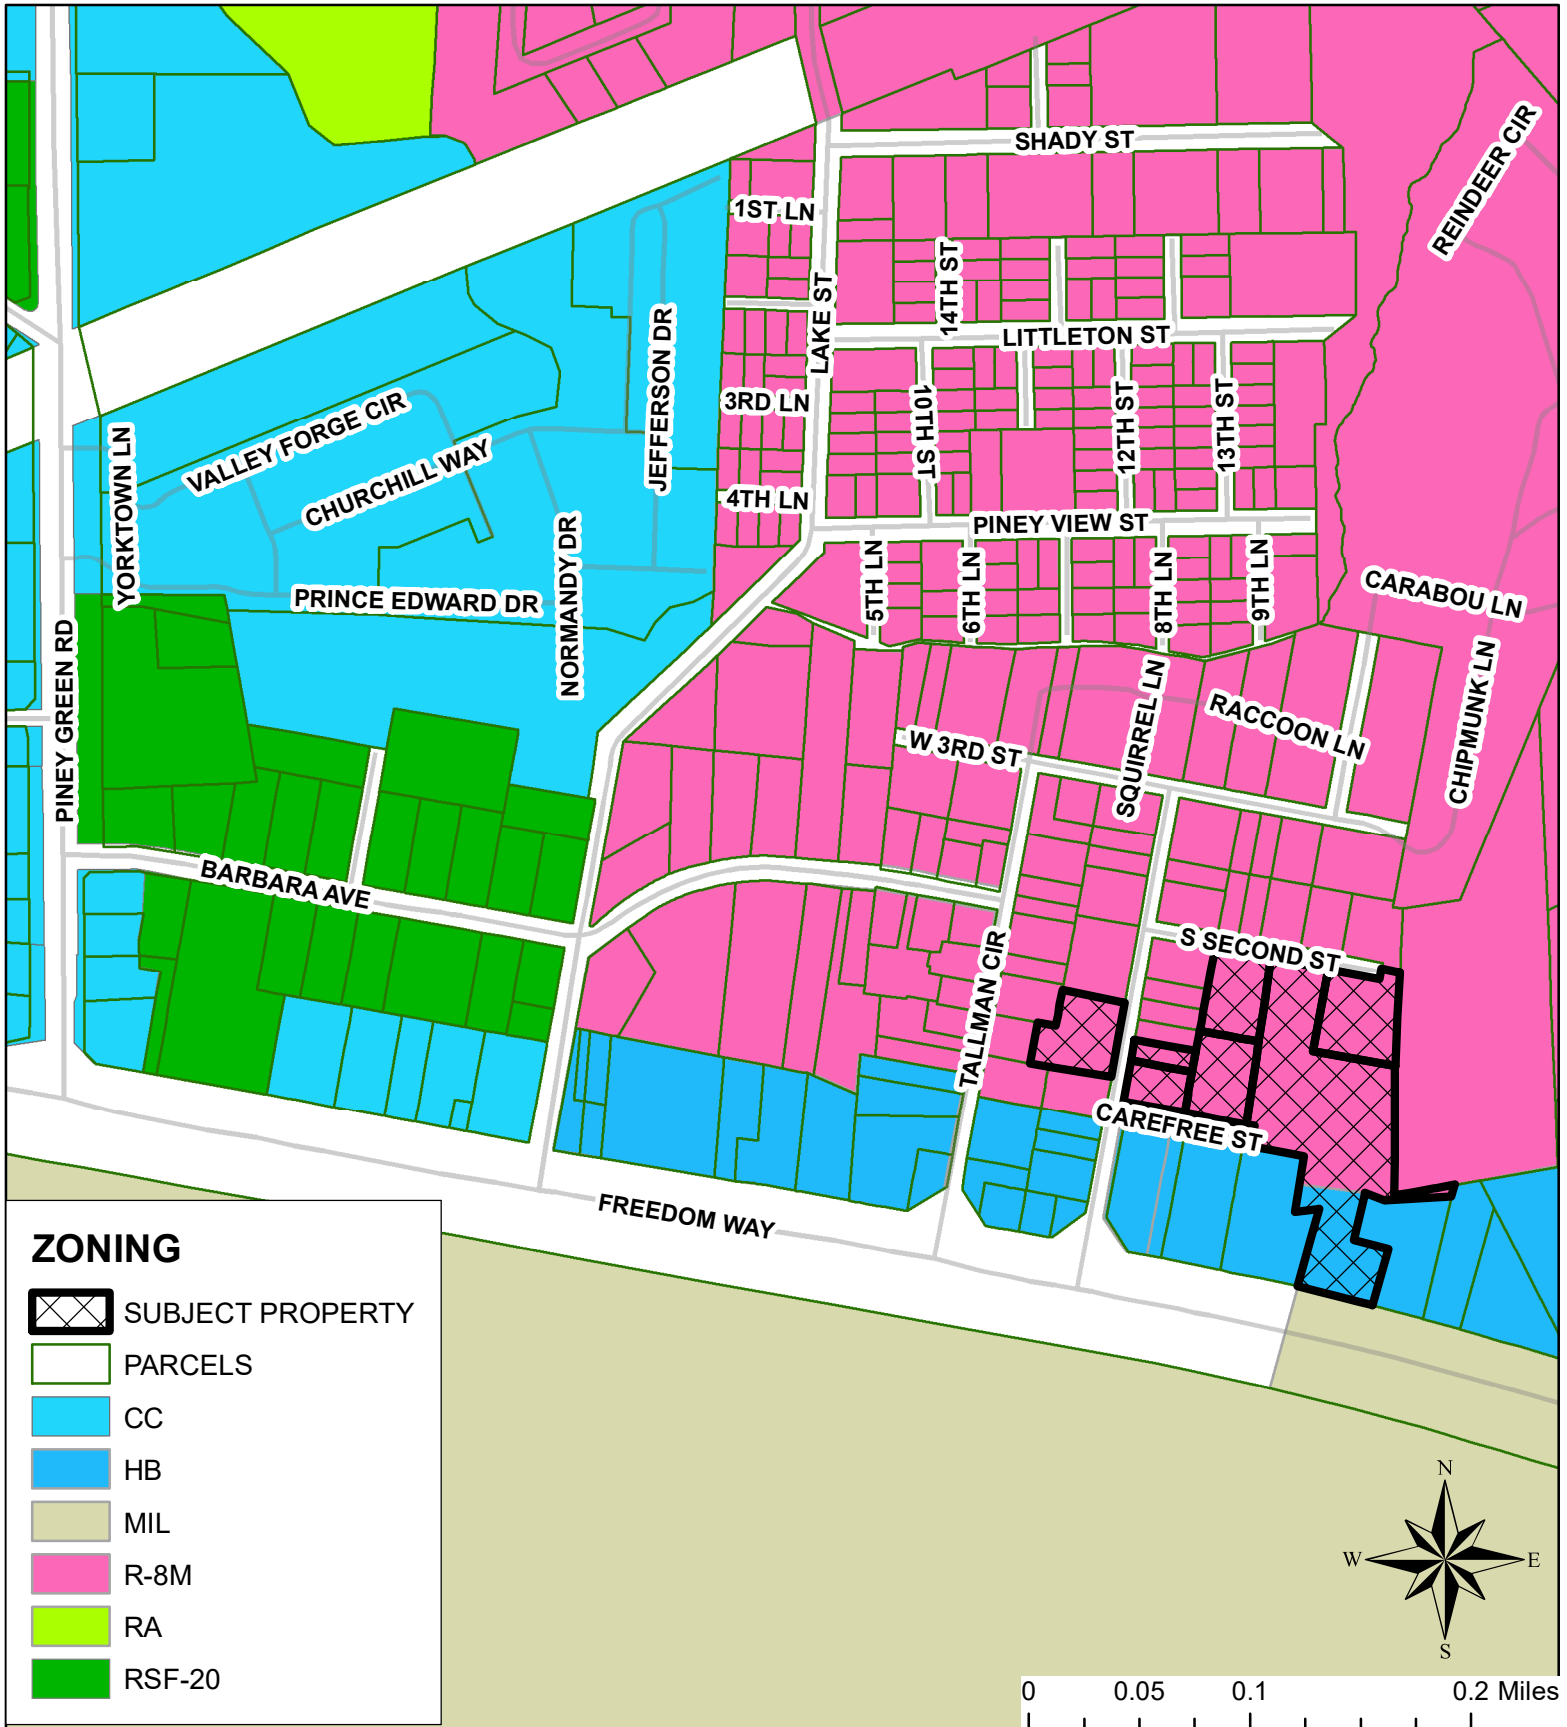 SHADY ST
REINDEER CIR
1ST LN
14TH ST
LAKE ST
JEFFERSON DR
LITTLETON ST
3RD LN
10TH ST
12TH ST
13TH ST
YORKTOWN LN
VALLEY FORGE CIR
CHURCHILL WAY
4TH LN
PINEY VIEW ST
NORMANDY DR
5TH LN
6TH LN
8TH LN
9TH LN
CARABOU LN
PRINCE EDWARD DR
PINEY GREEN RD
SQUIRREL LN
RACCOON LN
CHIPMUNK LN
W 3RD ST
BARBARA AVE
S SECOND ST
TALLMAN CIR
CAREFREE ST
FREEDOM WAY
ZONING
SUBJECT PROPERTY
PARCELS
CC
HB
MIL
R-8M
RA
RSF-20
N
W
E
S
0 0.05 0.1 0.2 Miles